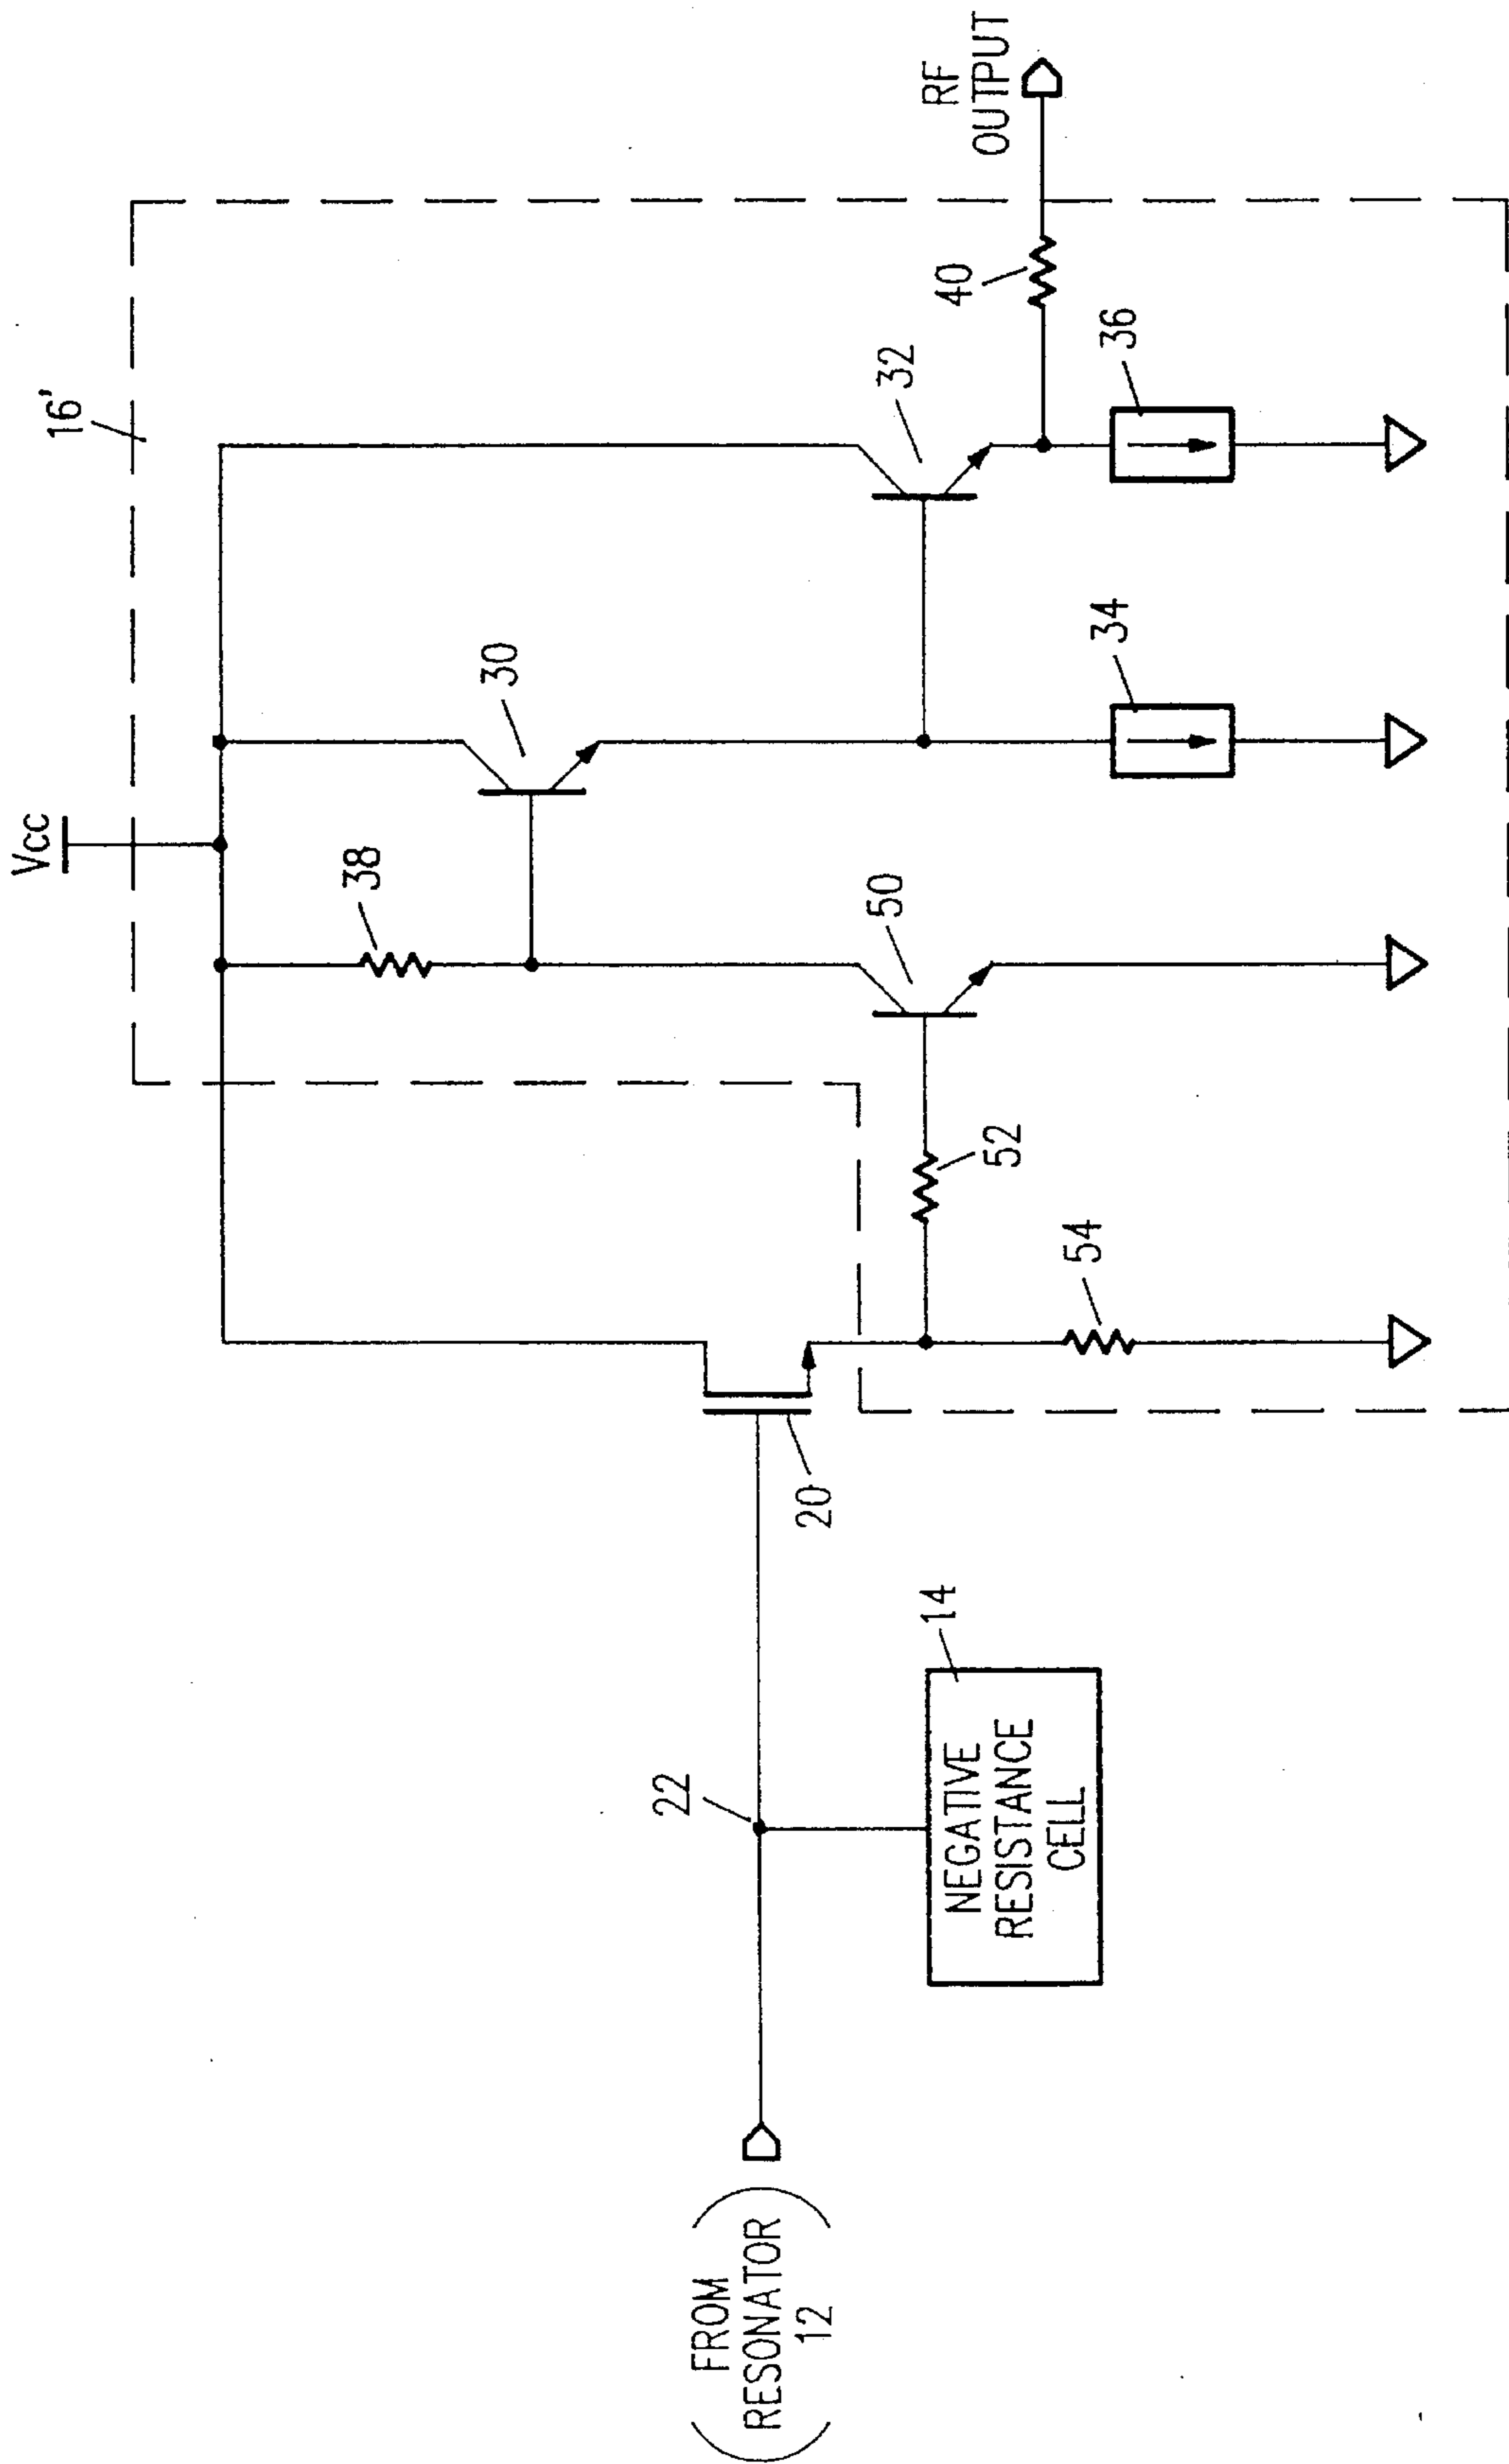 16'
Vcc
38
30
32
40
RF
OUTPUT
50
34
36
52
54
20
22
14
NEGATIVE
RESISTANCE
CELL
FROM
RESONATOR
12